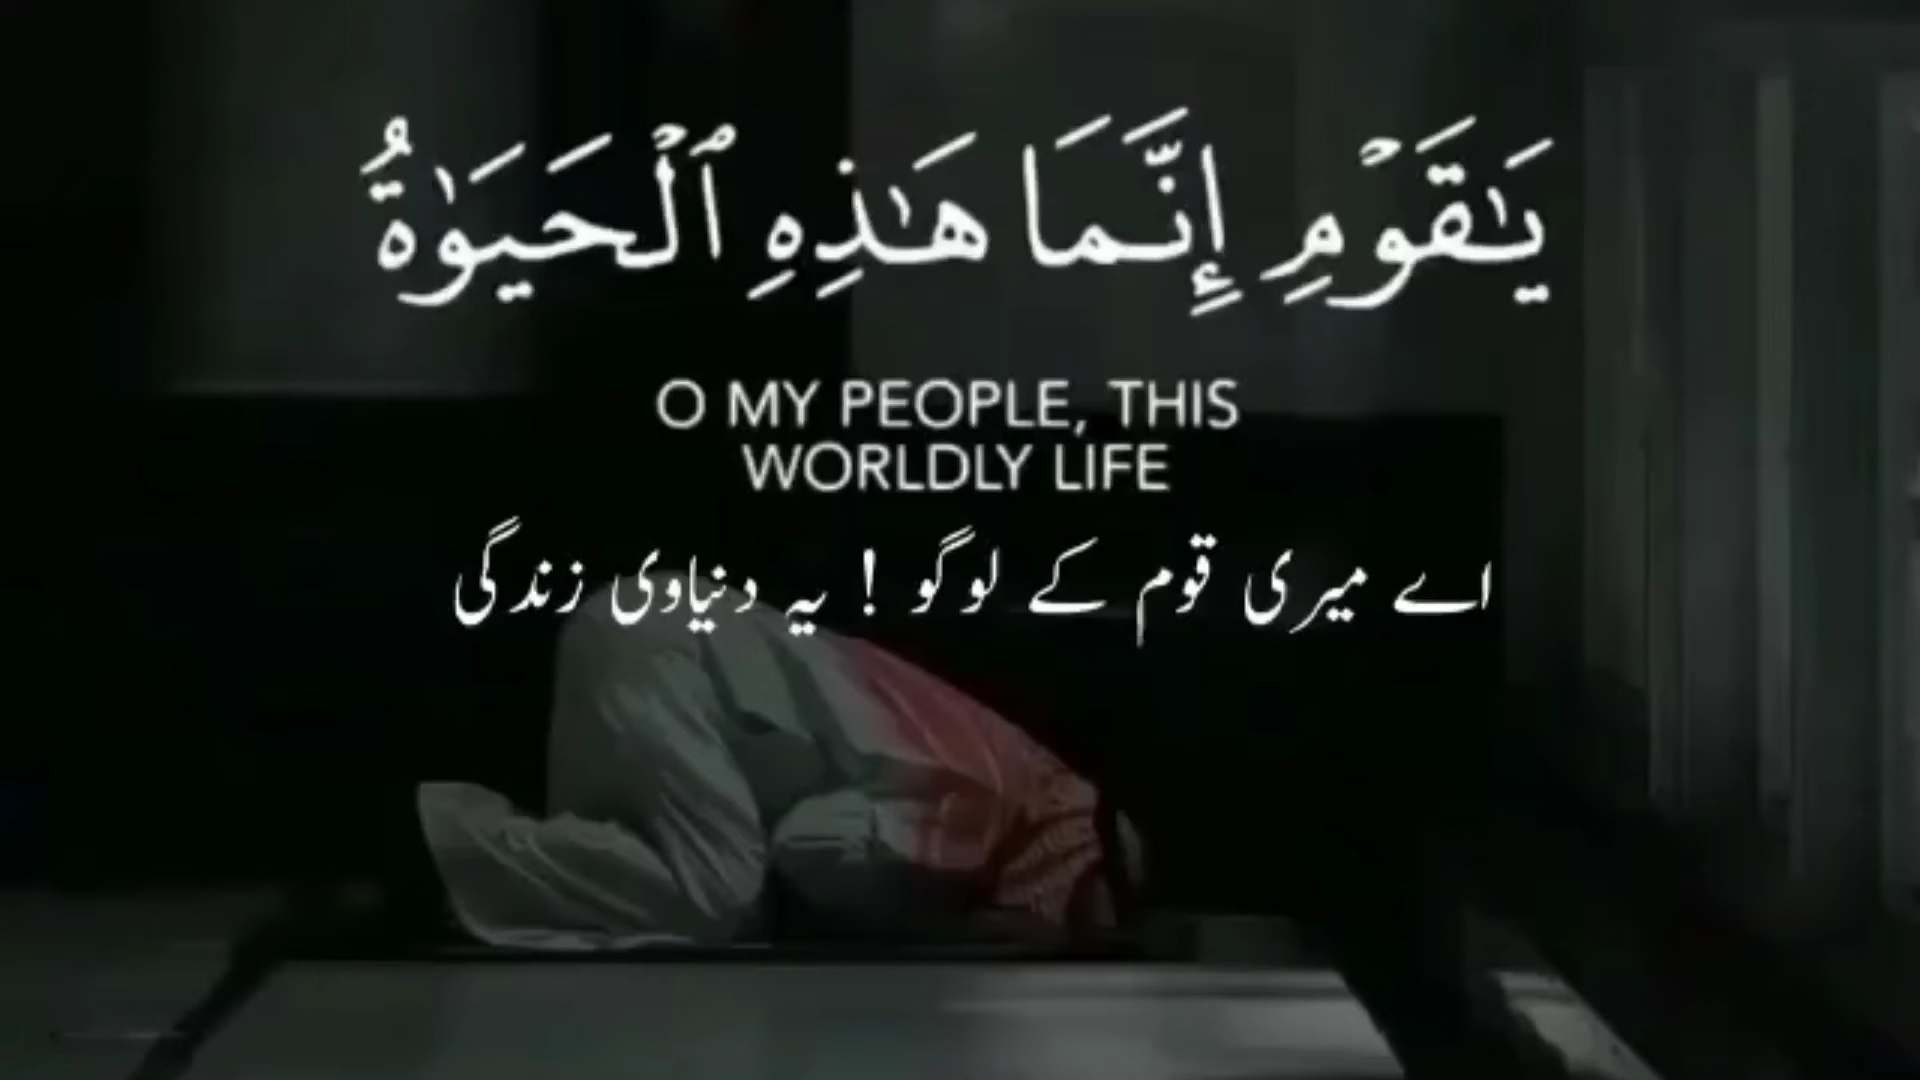 يَٰقَوۡمِ إِنَّمَا هَٰذِهِ ٱلۡحَيَوٰةُ
O MY PEOPLE, THIS
WORLDLY LIFE
اے میری قوم کے لوگو ! یہ دنیاوی زندگی